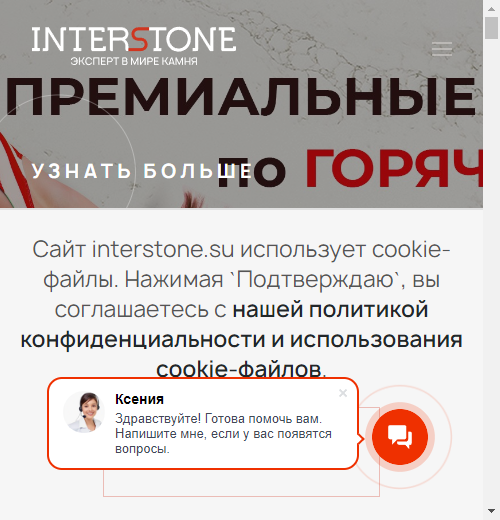 INTERSTONE
ЭКСПЕРТ В МИРЕ КАМНЯ
ПРЕМИАЛЬНЫЕ
по ГОРЯЧ
УЗНАТЬ БОЛЬШЕ
Сайт interstone.su использует cookie-
файлы. Нажимая `Подтверждаю`, вы
соглашаетесь с нашей политикой
конфиденциальности и использования
cookie-файлов.
Ксения
Здравствуйте! Готова помочь вам.
Напишите мне, если у вас появятся
вопросы.